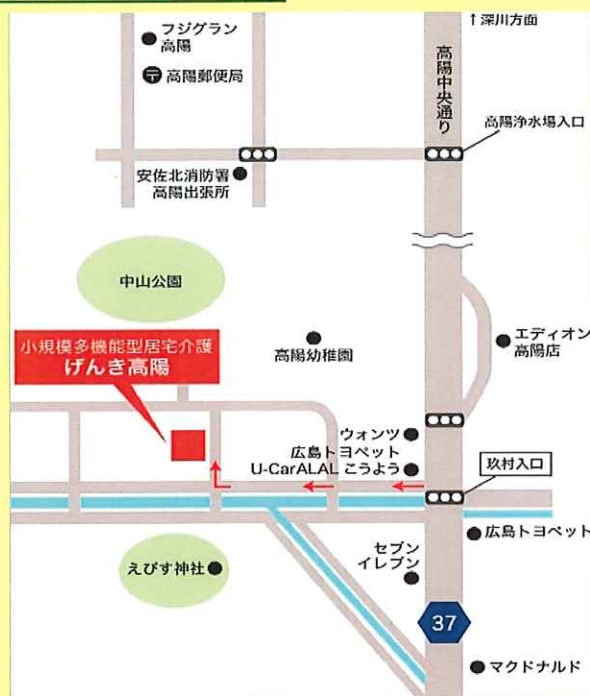 ↑深川方面
フジグラン
高陽
〒 高陽郵便局
高陽中央通り
高陽浄水場入口
安佐北消防署
高陽出張所
中山公園
小規模多機能型居宅介護
げんき高陽
高陽幼稚園
エディオン
高陽店
ウォンツ
広島トヨペット
U-CarALAL こうよう
玖村入口
広島トヨペット
セブン
イレブン
えびす神社
37
マクドナルド